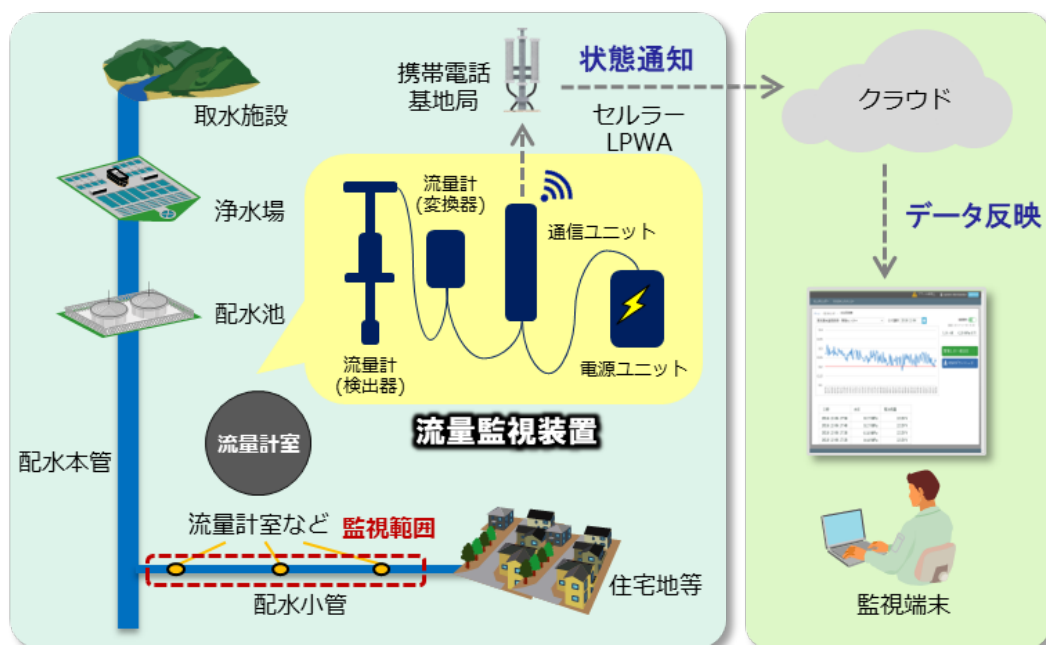 取水施設
浄水場
配水池
配水本管
携帯電話
基地局
状態通知
セルラー
LPWA
流量計
(変換器)
通信ユニット
流量計
(検出器)
電源ユニット
流量監視装置
流量計室
流量計室など
監視範囲
配水小管
住宅地等
クラウド
データ反映
監視端末